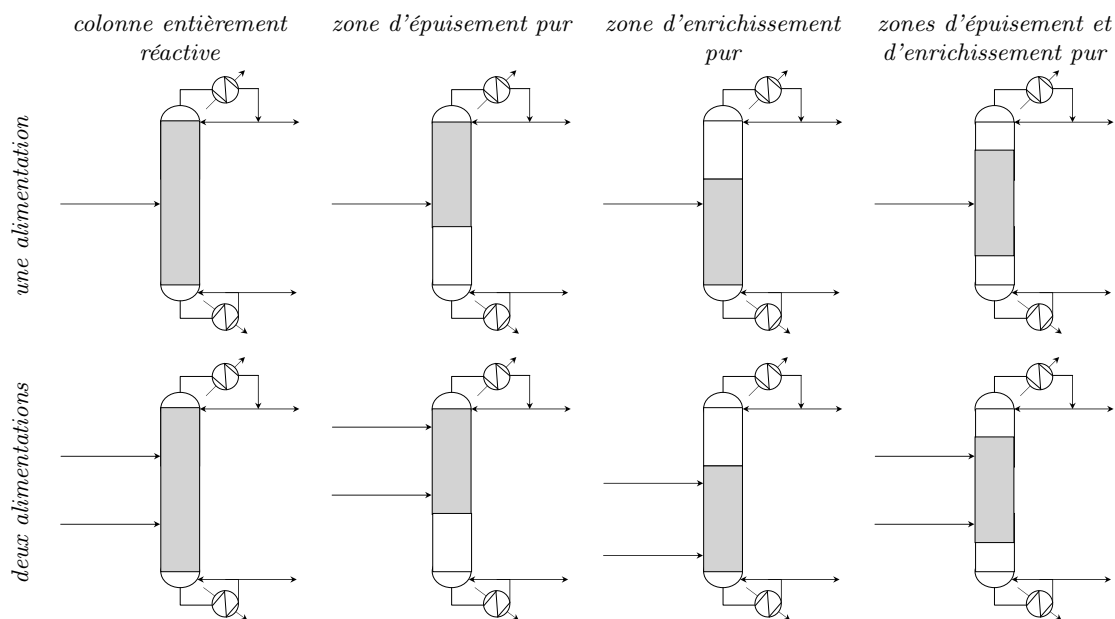 colonne entièrement
réactive
zone d'épuisement pur
zone d'enrichissement
pur
zones d'épuisement et
d'enrichissement pur
une alimentation
deux alimentations